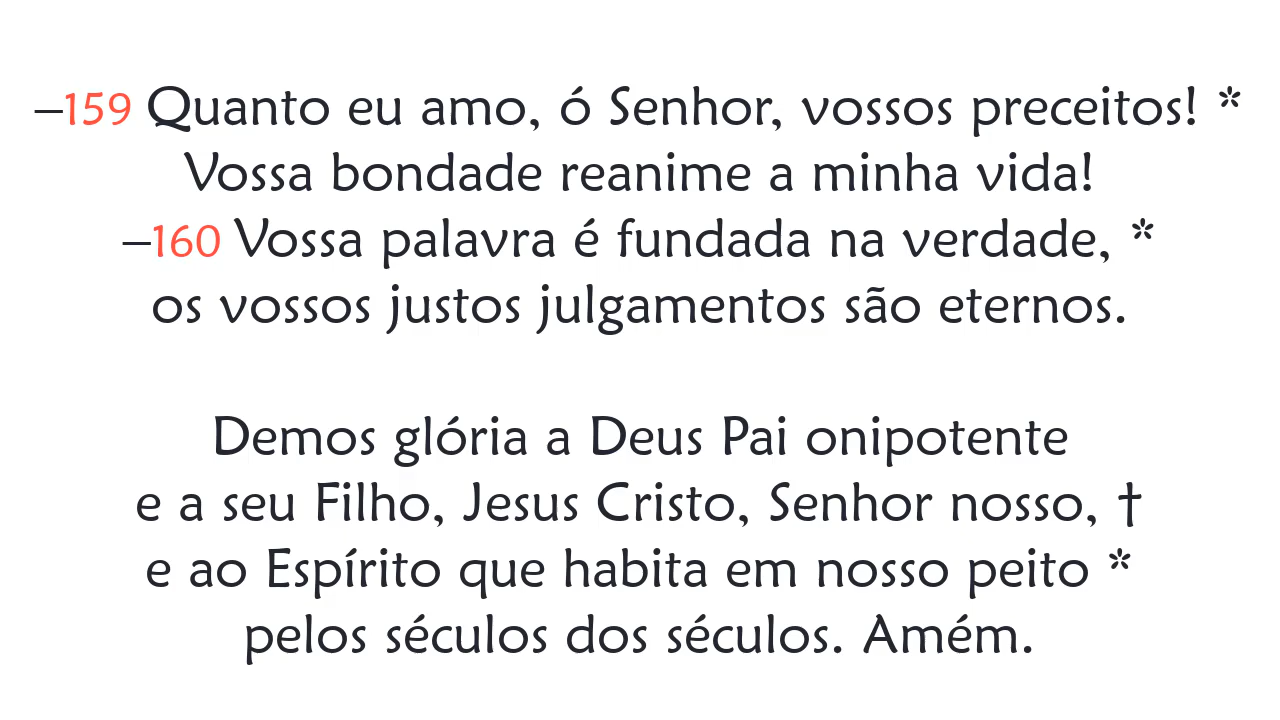 –159 Quanto eu amo, ó Senhor, vossos preceitos! *
Vossa bondade reanime a minha vida!
–160 Vossa palavra é fundada na verdade, *
os vossos justos julgamentos são eternos.
Demos glória a Deus Pai onipotente
e a seu Filho, Jesus Cristo, Senhor nosso, †
e ao Espírito que habita em nosso peito *
pelos séculos dos séculos. Amém.